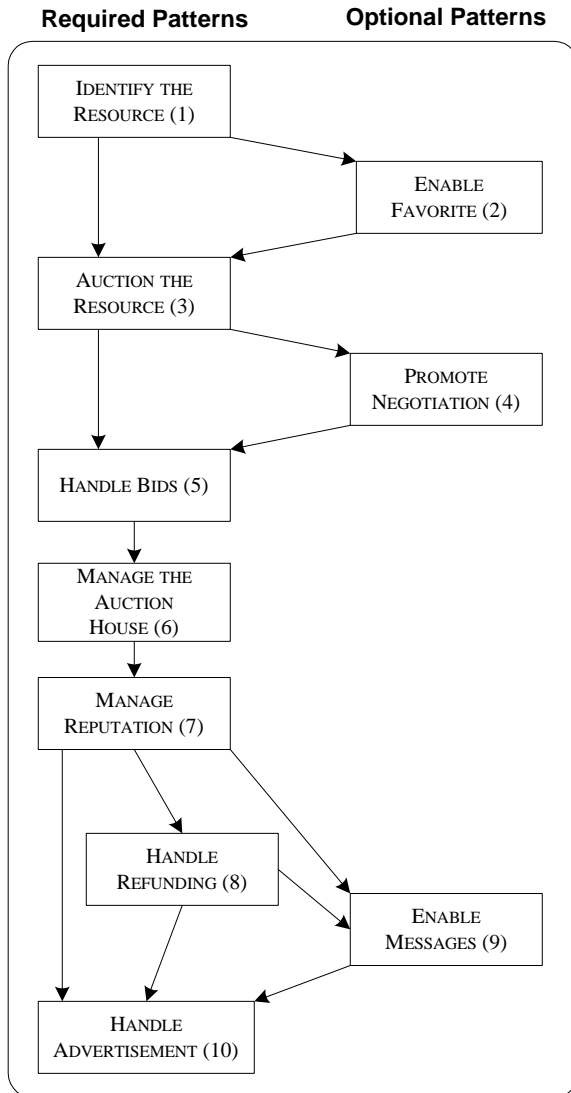 Required Patterns
Optional Patterns
IDENTIFY THE
RESOURCE (1)
ENABLE
FAVORITE (2)
AUCTION THE
RESOURCE (3)
PROMOTE
NEGOTIATION (4)
HANDLE BIDS (5)
MANAGE THE
AUCTION
HOUSE (6)
MANAGE
REPUTATION (7)
HANDLE
REFUNDING (8)
ENABLE
MESSAGES (9)
HANDLE
ADVERTISEMENT (10)